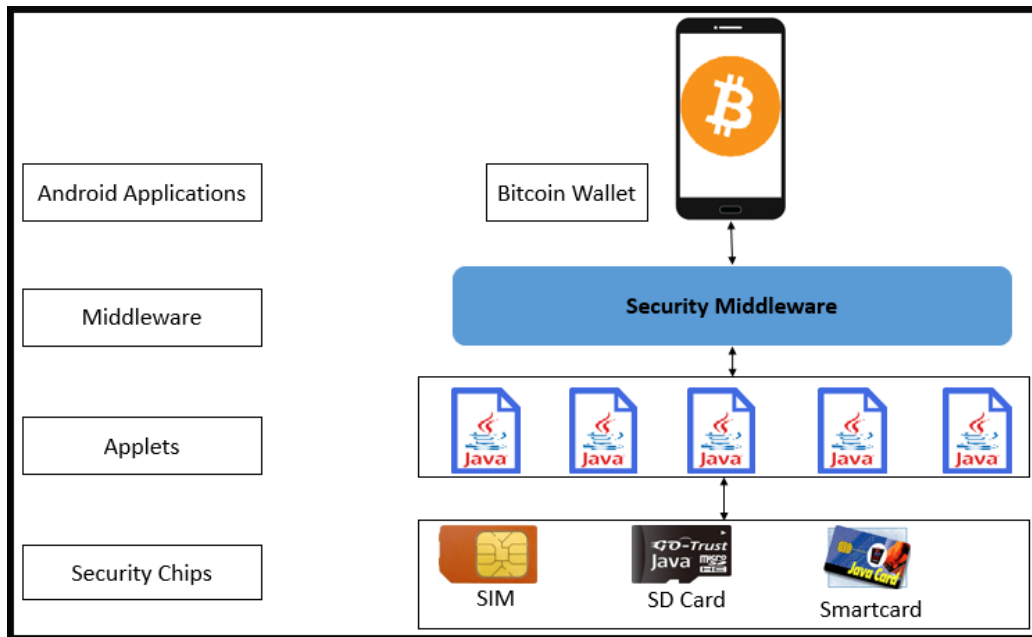 Android Applications
Bitcoin Wallet
Middleware
Security Middleware
Applets
Java
Java
Java
Java
Java
Security Chips
GO-Trust
Java
micro
SIM
SD Card
Java Card
Smartcard